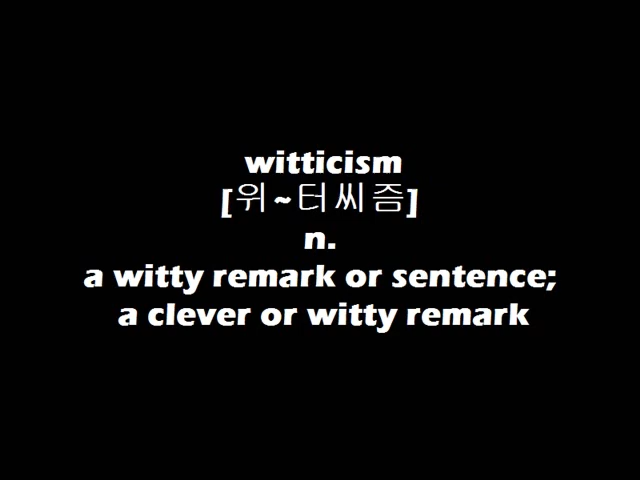 witticism
[위~터씨즘]
n.
a witty remark or sentence;
a clever or witty remark